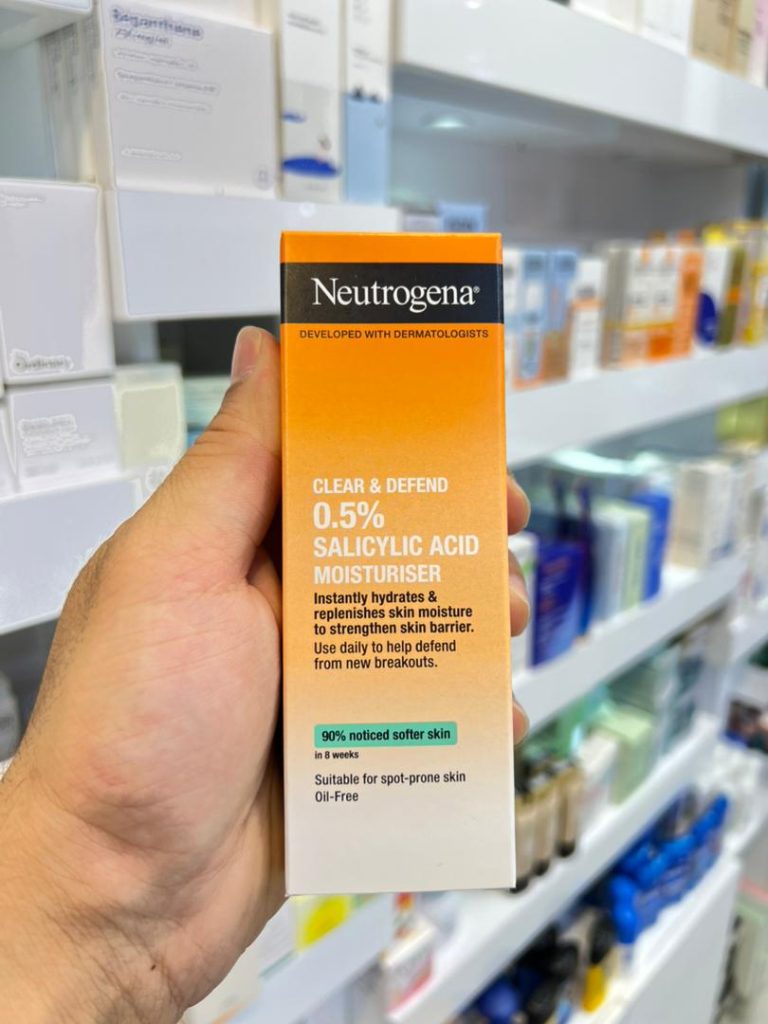 Neutrogena®
DEVELOPED WITH DERMATOLOGISTS
CLEAR & DEFEND
0.5%
SALICYLIC ACID
MOISTURISER
Instantly hydrates &
replenishes skin moisture
to strengthen skin barrier.
Use daily to help defend
from new breakouts.
90% noticed softer skin
in 8 weeks
Suitable for spot-prone skin
Oil-Free